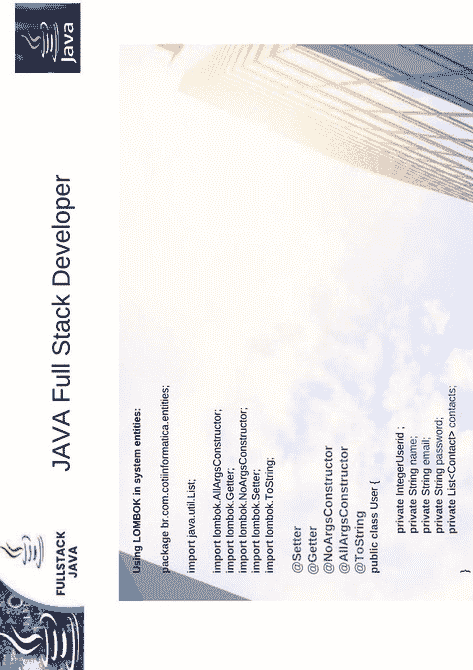 FULLSTACK
JAVA
JAVA Full Stack Developer
Java
Using LOMBOK in system entities:
package br.com.cotiinformatica.entities;
import java.util.List;
import lombok.AllArgsConstructor;
import lombok.Getter;
import lombok.NoArgsConstructor;
import lombok.Setter;
import lombok.ToString;
@Setter
@Getter
@NoArgsConstructor
@AllArgsConstructor
@ToString
public class User {
private IntegerUserid ;
private String name;
private String email;
private String password;
private List<Contact> contacts;
}